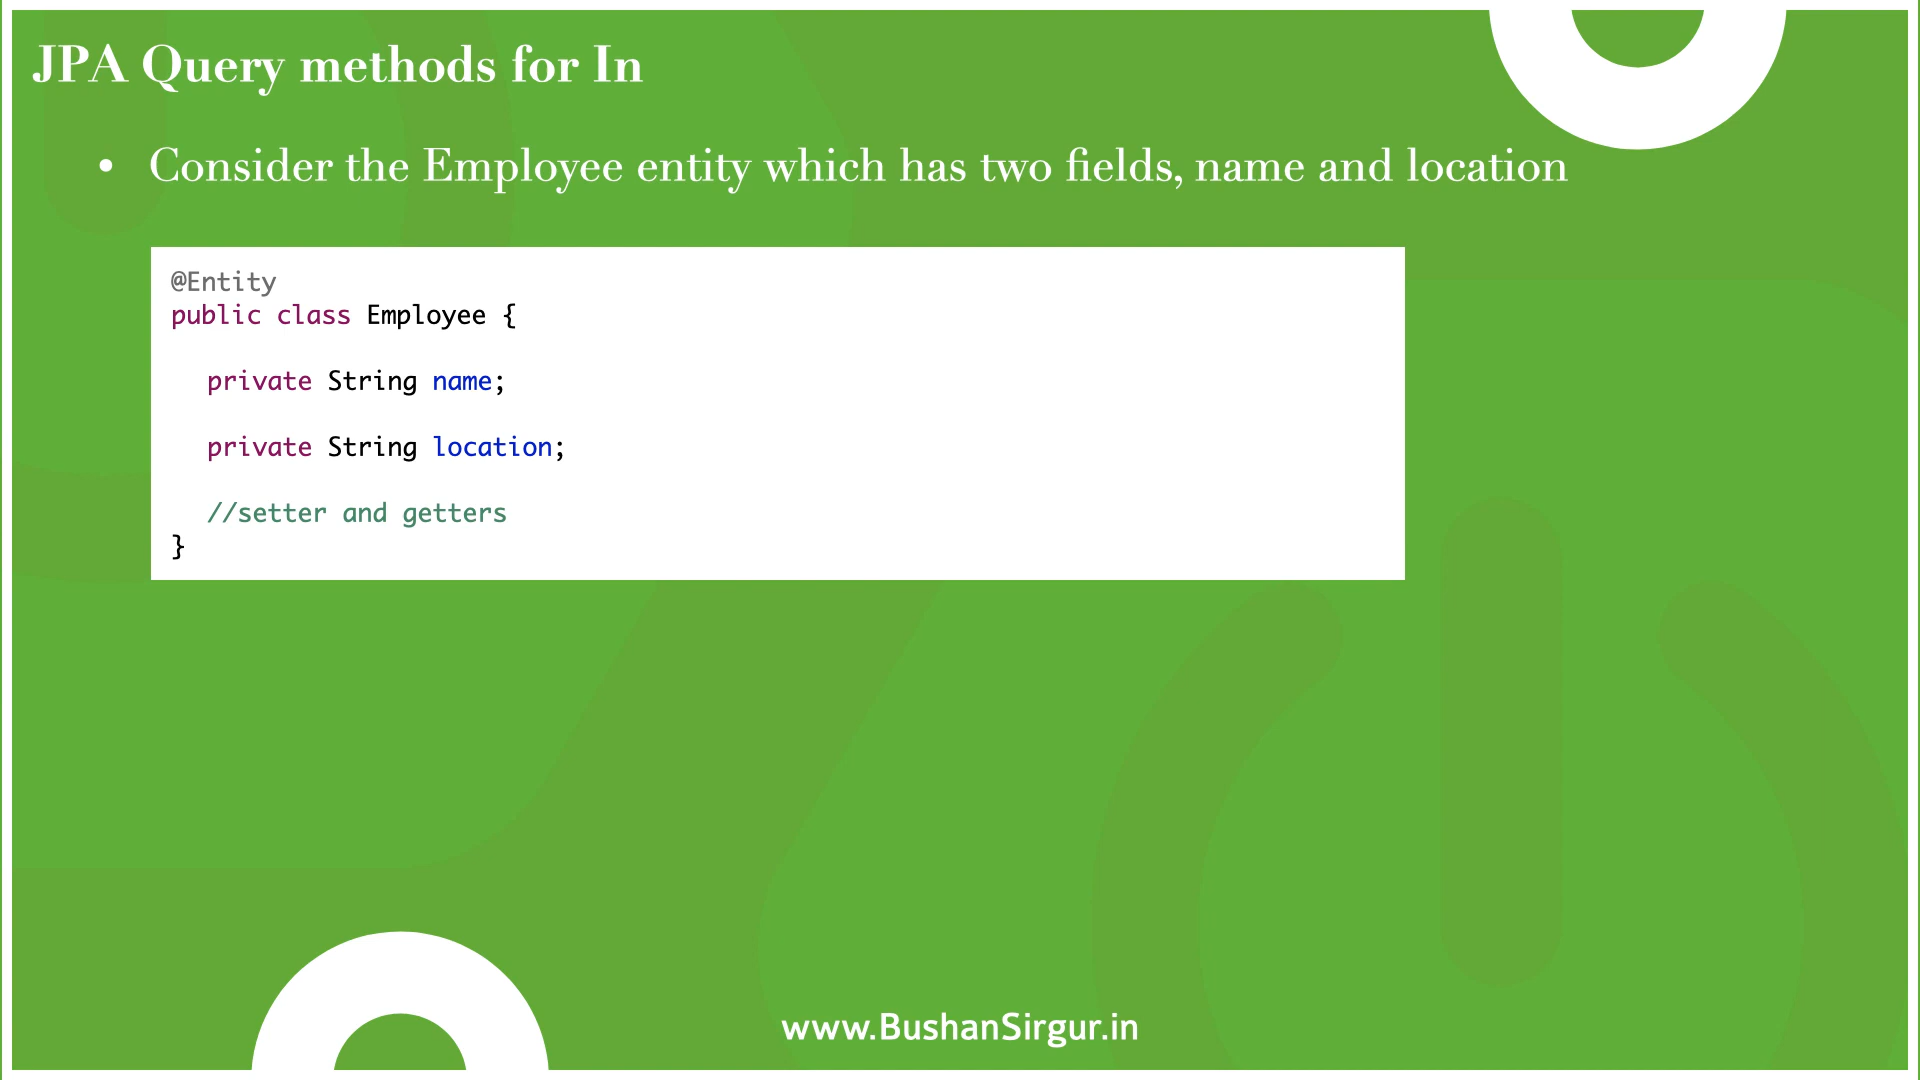 JPA Query methods for In
• Consider the Employee entity which has two fields, name and location
@Entity
public class Employee {
private String name;
private String location;
//setter and getters
}
www.BushanSirgur.in